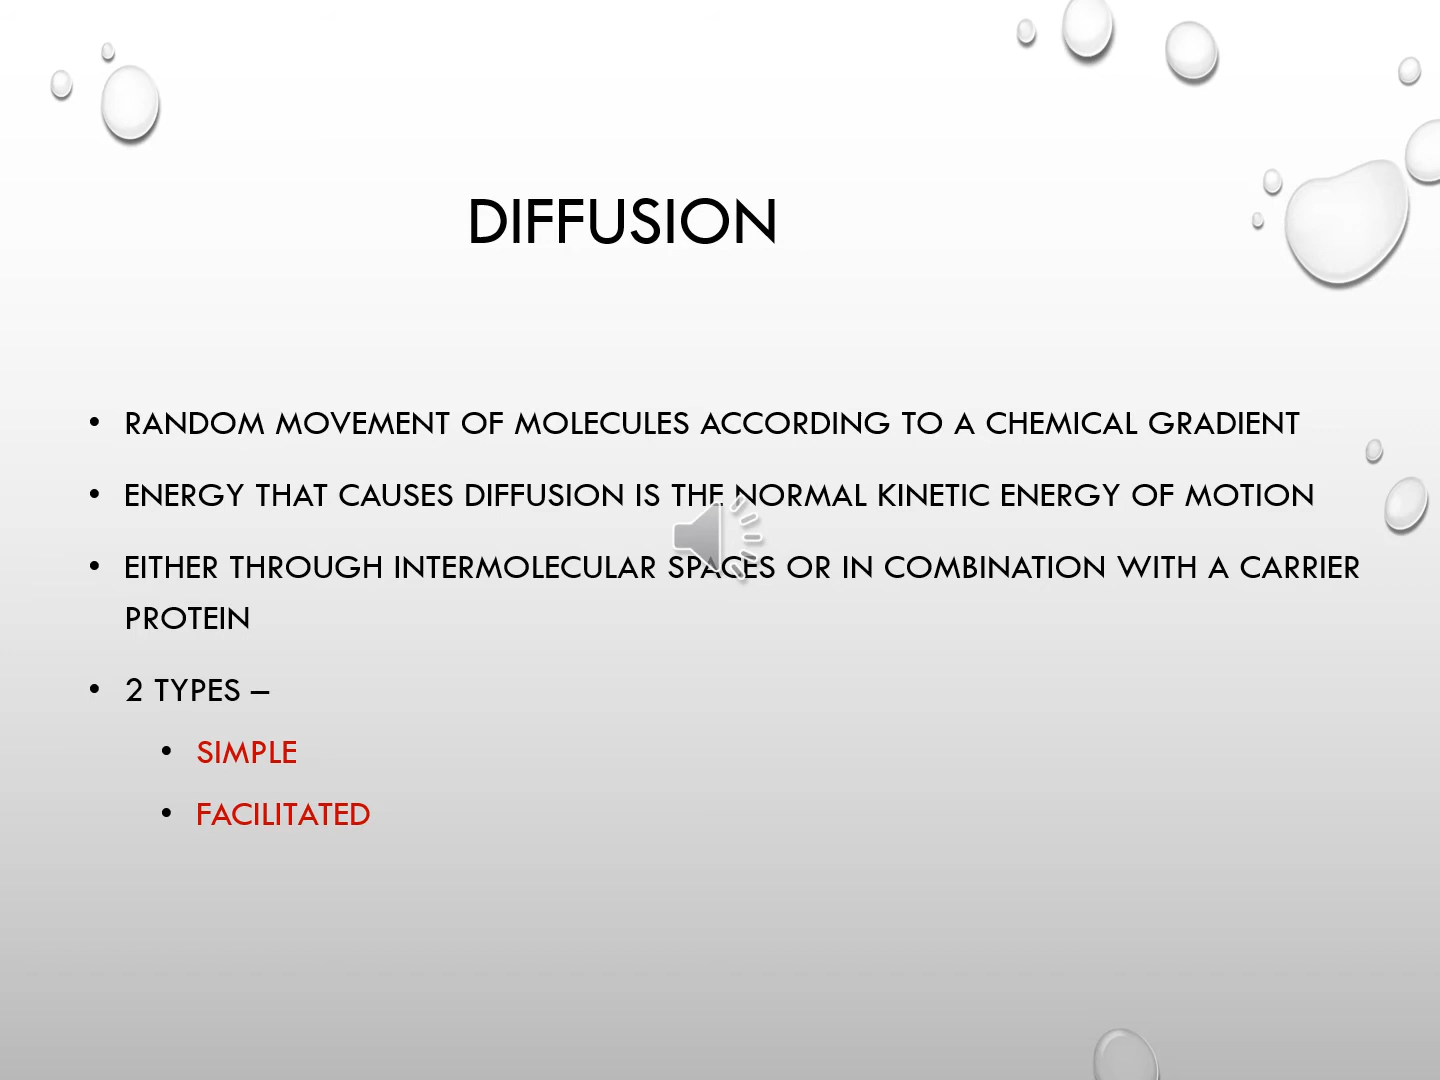 DIFFUSION
• RANDOM MOVEMENT OF MOLECULES ACCORDING TO A CHEMICAL GRADIENT
• ENERGY THAT CAUSES DIFFUSION IS THE NORMAL KINETIC ENERGY OF MOTION
• EITHER THROUGH INTERMOLECULAR SPACES OR IN COMBINATION WITH A CARRIER
PROTEIN
• 2 TYPES –
• SIMPLE
• FACILITATED